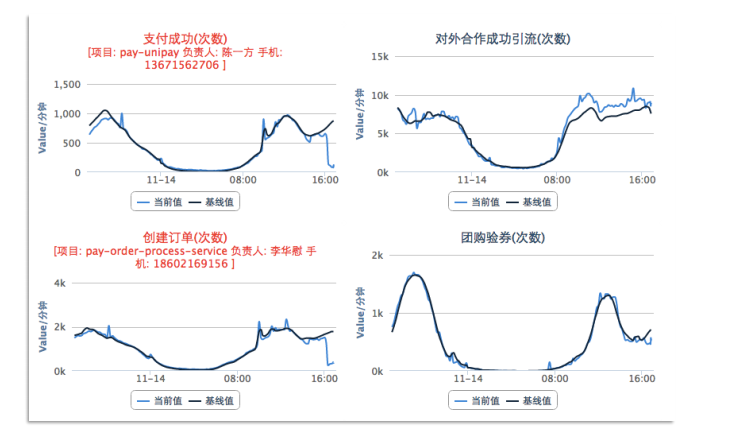 支付成功(次数)
[项目: pay-unipay 负责人: 陈一方 手机:
13671562706 ]
1,500
1,000
500
0
Value/分钟
11-14
08:00
16:00
当前值
基线值
对外合作成功引流(次数)
15k
10k
5k
0k
Value/分钟
11-14
08:00
16:00
当前值
基线值
创建订单(次数)
[项目: pay-order-process-service 负责人: 李华慰 手
机: 18602169156 ]
4k
2k
0k
Value/分钟
11-14
08:00
16:00
当前值
基线值
团购验券(次数)
2k
1k
0k
Value/分钟
11-14
08:00
16:00
当前值
基线值